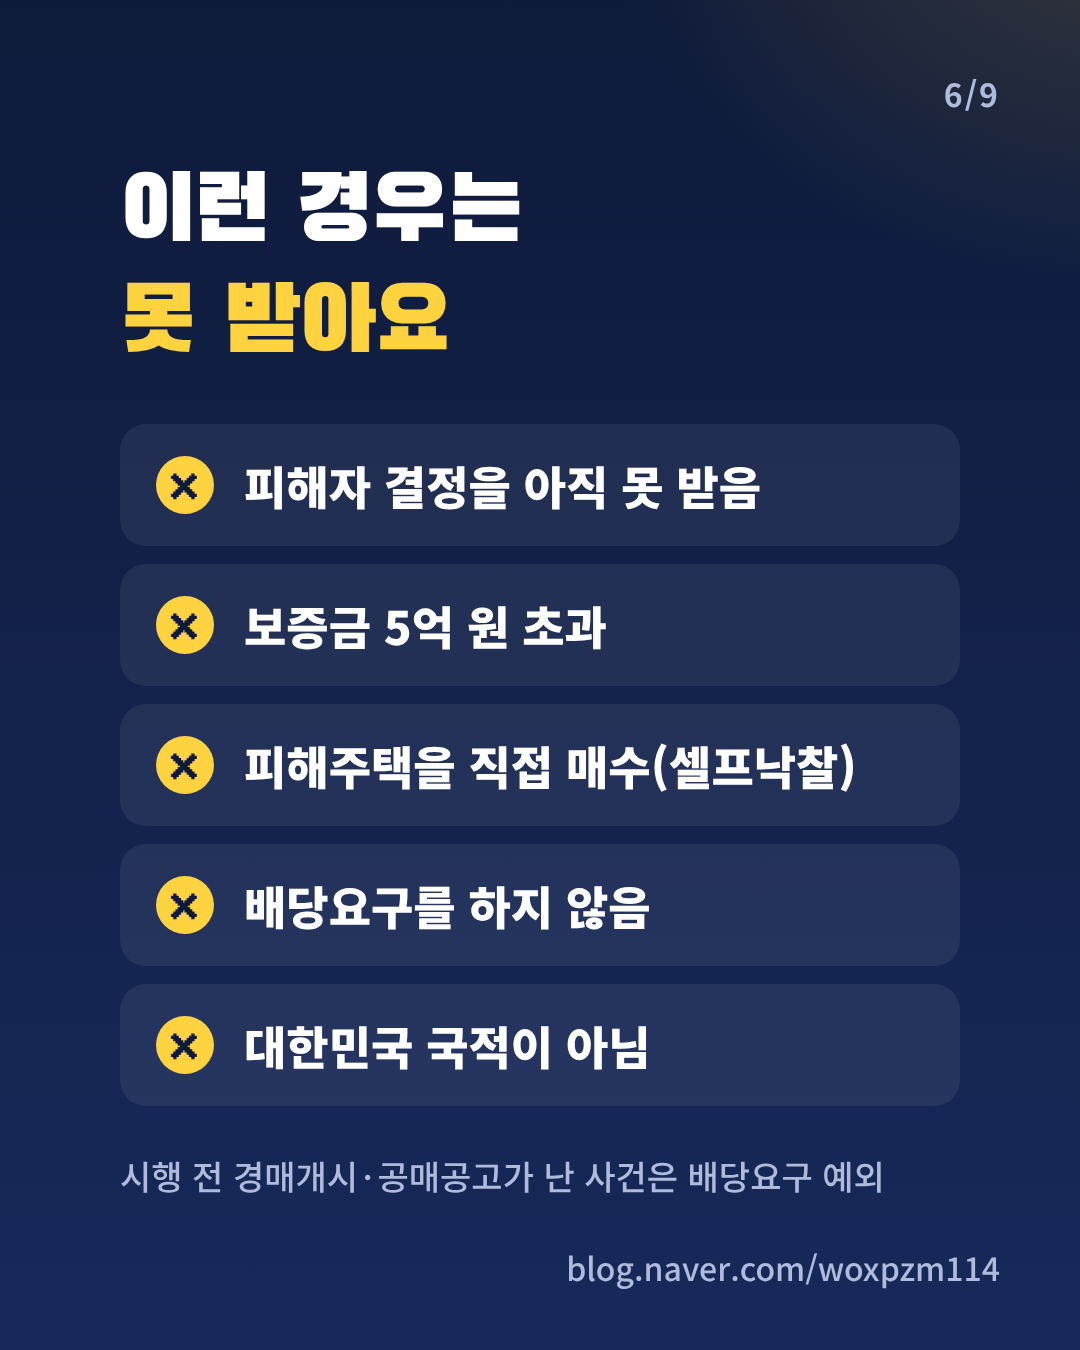 6/9
이런 경우는
못 받아요
피해자 결정을 아직 못 받음
보증금 5억 원 초과
피해주택을 직접 매수(셀프낙찰)
배당요구를 하지 않음
대한민국 국적이 아님
시행 전 경매개시·공매공고가 난 사건은 배당요구 예외
blog.naver.com/woxpzm114